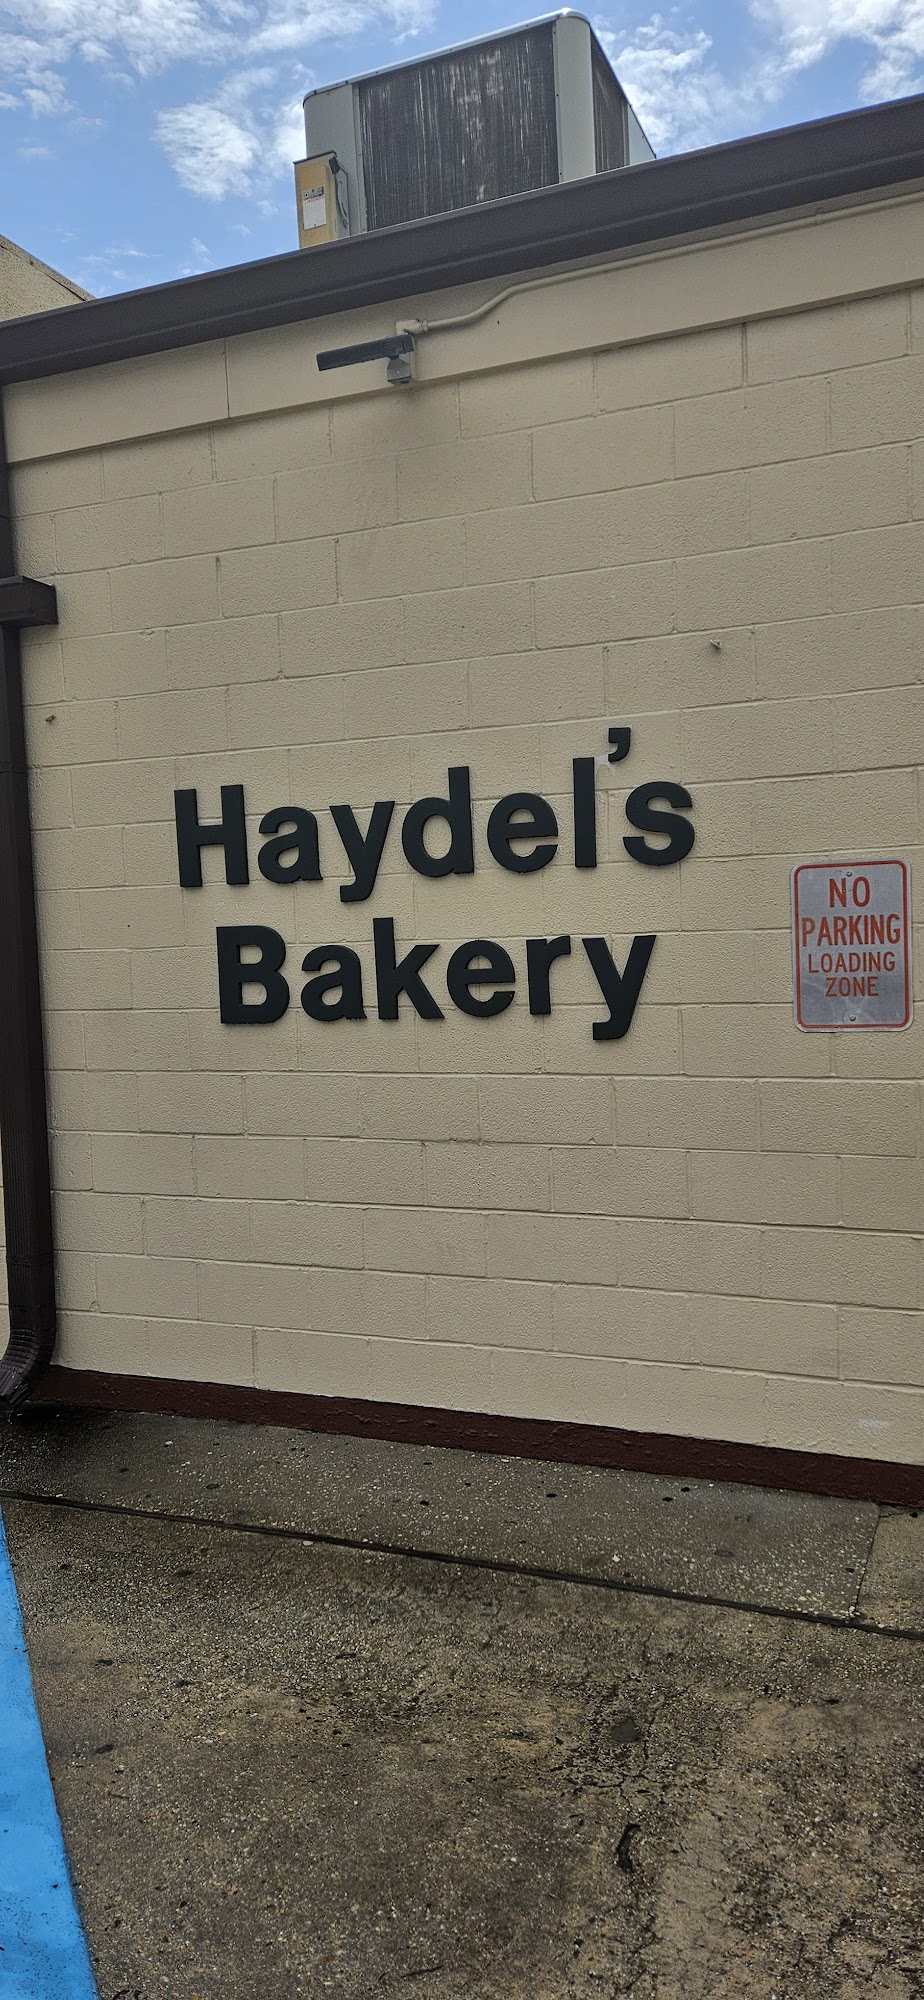 Haydel's
Bakery
NO
PARKING
LOADING
ZONE